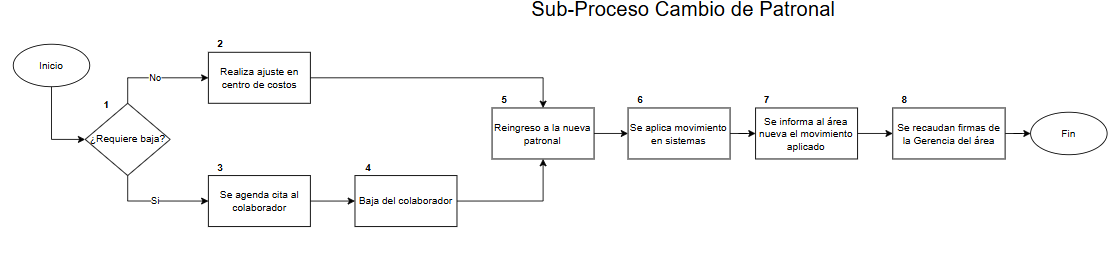 Sub-Proceso Cambio de Patronal
Inicio
1
¿Requiere baja?
No
2
Realiza ajuste en
centro de costos
Si
3
Se agenda cita al
colaborador
4
Baja del colaborador
5
Reingreso a la nueva
patronal
6
Se aplica movimiento
en sistemas
7
Se informa al área
nueva el movimiento
aplicado
8
Se recaudan firmas de
la Gerencia del área
Fin